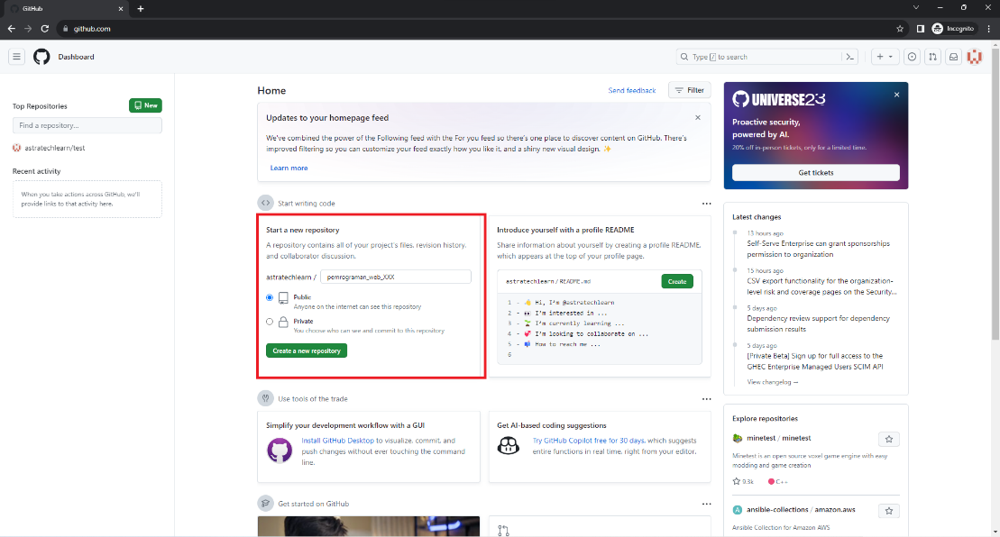 GitHub
github.com
Incognito
Dashboard
Type / to search
Top Repositories
New
Find a repository...
astratechlearn/test
Recent activity
When you take actions across GitHub, we'll
provide links to that activity here.
Home
Send feedback
Filter
Updates to your homepage feed
We've combined the power of the Following feed with the For you feed so there's one place to discover content on GitHub. There's
improved filtering so you can customize your feed exactly how you like it, and a shiny new visual design. ✨
Learn more
Start writing code
Start a new repository
A repository contains all of your project's files, revision history,
and collaborator discussion.
astratechlearn / pemrograman_web_XXX
Public
Anyone on the internet can see this repository
Private
You choose who can see and commit to this repository
Create a new repository
Introduce yourself with a profile README
Share information about yourself by creating a profile README,
which appears at the top of your profile page.
astratechlearn / README.md
Create
1 - 👋 Hi, I'm @astratechlearn
2 - 👀 I'm interested in ...
3 - 🌱 I'm currently learning ...
4 - 💞️ I'm looking to collaborate on ...
5 - 📫 How to reach me ...
6
Use tools of the trade
Simplify your development workflow with a GUI
Install GitHub Desktop to visualize, commit, and
push changes without ever touching the command
line.
Get AI-based coding suggestions
Try GitHub Copilot free for 30 days, which suggests
entire functions in real time, right from your editor.
Get started on GitHub
UNIVERSE23
Proactive security,
powered by AI.
20% off in-person tickets, only for a limited time.
Get tickets
Latest changes
13 hours ago
Self-Serve Enterprise can grant sponsorships
permission to organization
15 hours ago
CSV export functionality for the organization-
level risk and coverage pages on the Security...
5 days ago
Dependency review support for dependency
submission results
5 days ago
[Private Beta] Sign up for full access to the
GHEC Enterprise Managed Users SCIM API
View changelog →
Explore repositories
minetest / minetest
Minetest is an open source voxel game engine with easy
modding and game creation
9.3k
C++
ansible-collections / amazon.aws
Ansible Collection for Amazon AWS